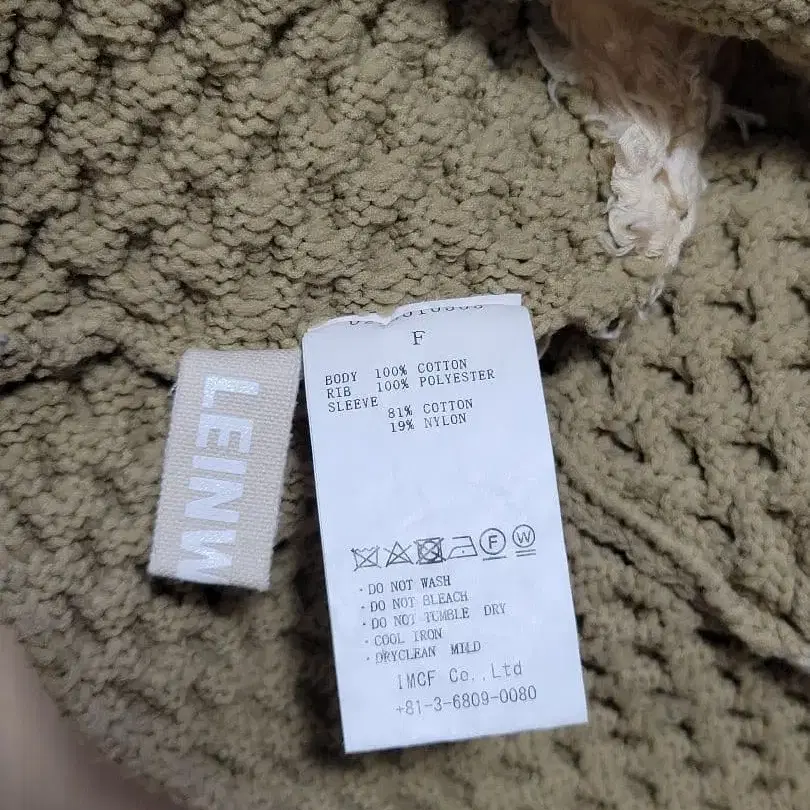 F
BODY 100% COTTON
RIB 100% POLYESTER
SLEEVE
81% COTTON
19% NYLON
F W
・DO NOT WASH
・DO NOT BLEACH
・DO NOT TUMBLE DRY
・COOL IRON
・DRYCLEAN MILD
IMCF Co.,Ltd
+81-3-6809-0080
LEINW